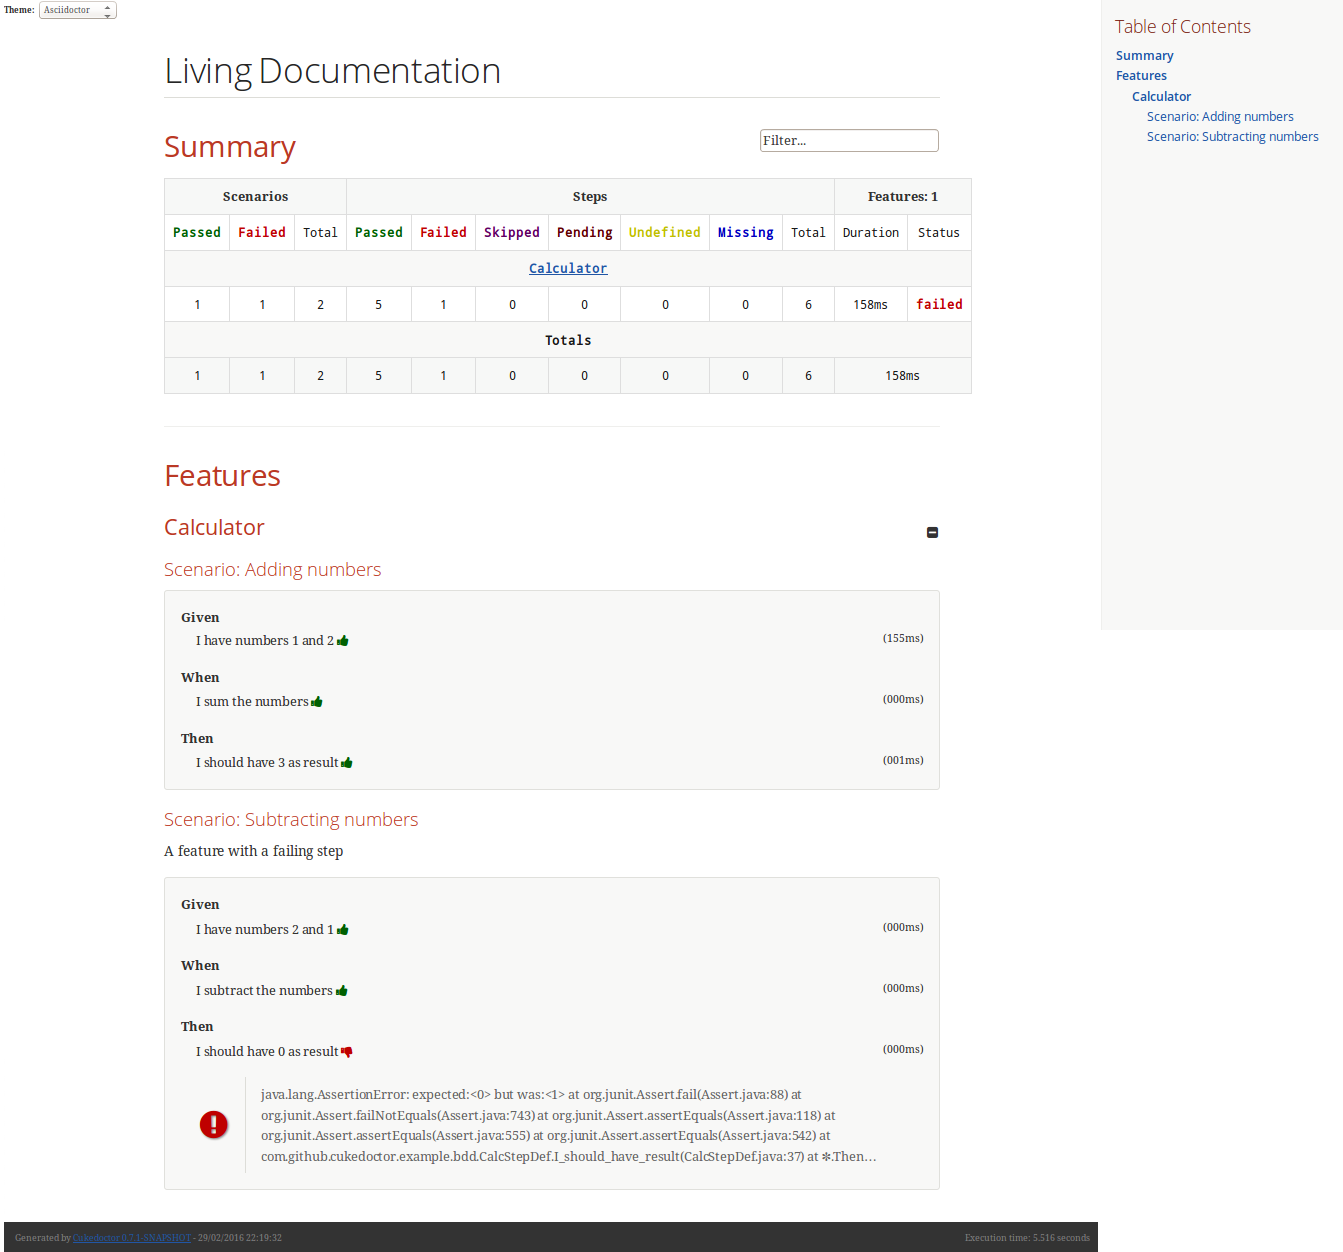 Theme: Asciidoctor
Living Documentation
Summary
Filter...
Scenarios Steps Features: 1
Passed Failed Total Passed Failed Skipped Pending Undefined Missing Total Duration Status
Calculator
1 1 2 5 1 0 0 0 0 6 158ms failed
Totals
1 1 2 5 1 0 0 0 0 6 158ms
Features
Calculator
Scenario: Adding numbers
Given
I have numbers 1 and 2 (155ms)
When
I sum the numbers (000ms)
Then
I should have 3 as result (001ms)
Scenario: Subtracting numbers
A feature with a failing step
Given
I have numbers 2 and 1 (000ms)
When
I subtract the numbers (000ms)
Then
I should have 0 as result (000ms)
java.lang.AssertionError: expected:<0> but was:<1> at org.junit.Assert.fail(Assert.java:88) at
org.junit.Assert.failNotEquals(Assert.java:743) at org.junit.Assert.assertEquals(Assert.java:118) at
org.junit.Assert.assertEquals(Assert.java:555) at org.junit.Assert.assertEquals(Assert.java:542) at
com.github.cukedoctor.example.bdd.CalcStepDef.I_should_have_result(CalcStepDef.java:37) at ✻.Then…
Generated by Cukedoctor 0.7.1-SNAPSHOT - 29/02/2016 22:19:32 Execution time: 5.516 seconds
Table of Contents
Summary
Features
Calculator
Scenario: Adding numbers
Scenario: Subtracting numbers